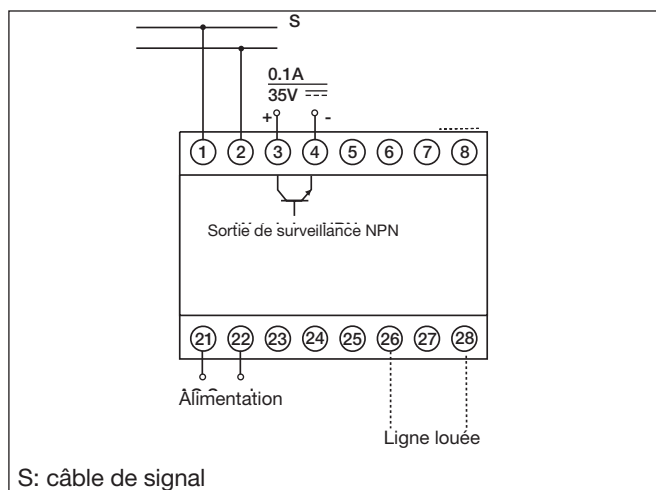 S
0.1A
35V
+ -
1 2 3 4 5 6 7 8
Sortie de surveillance NPN
21 22 23 24 25 26 27 28
Alimentation
Ligne louée
S: câble de signal